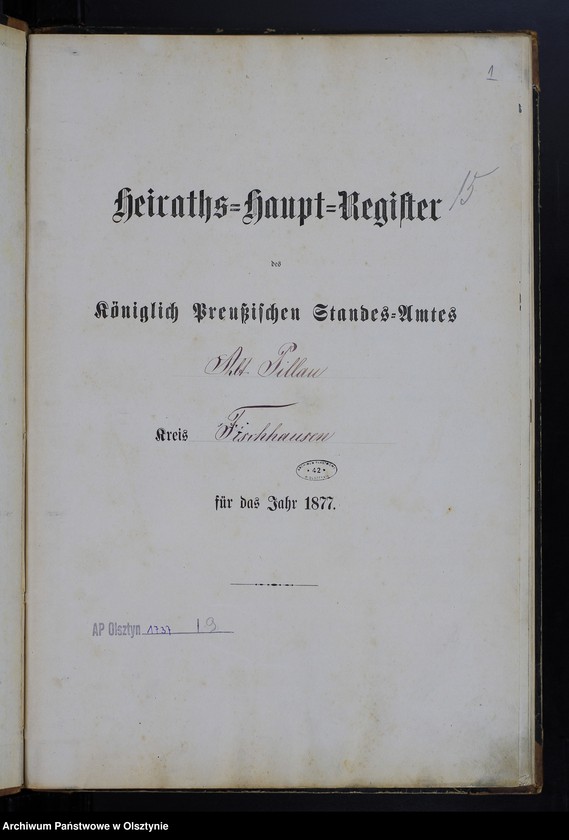 1
15
Heiraths=Haupt=Register
des
Königlich Preußischen Standes=Amtes
Alt Pillau
Kreis Fischhausen
42
für das Jahr 1877.
AP Olsztyn 1737 19
Archiwum Państwowe w Olsztynie